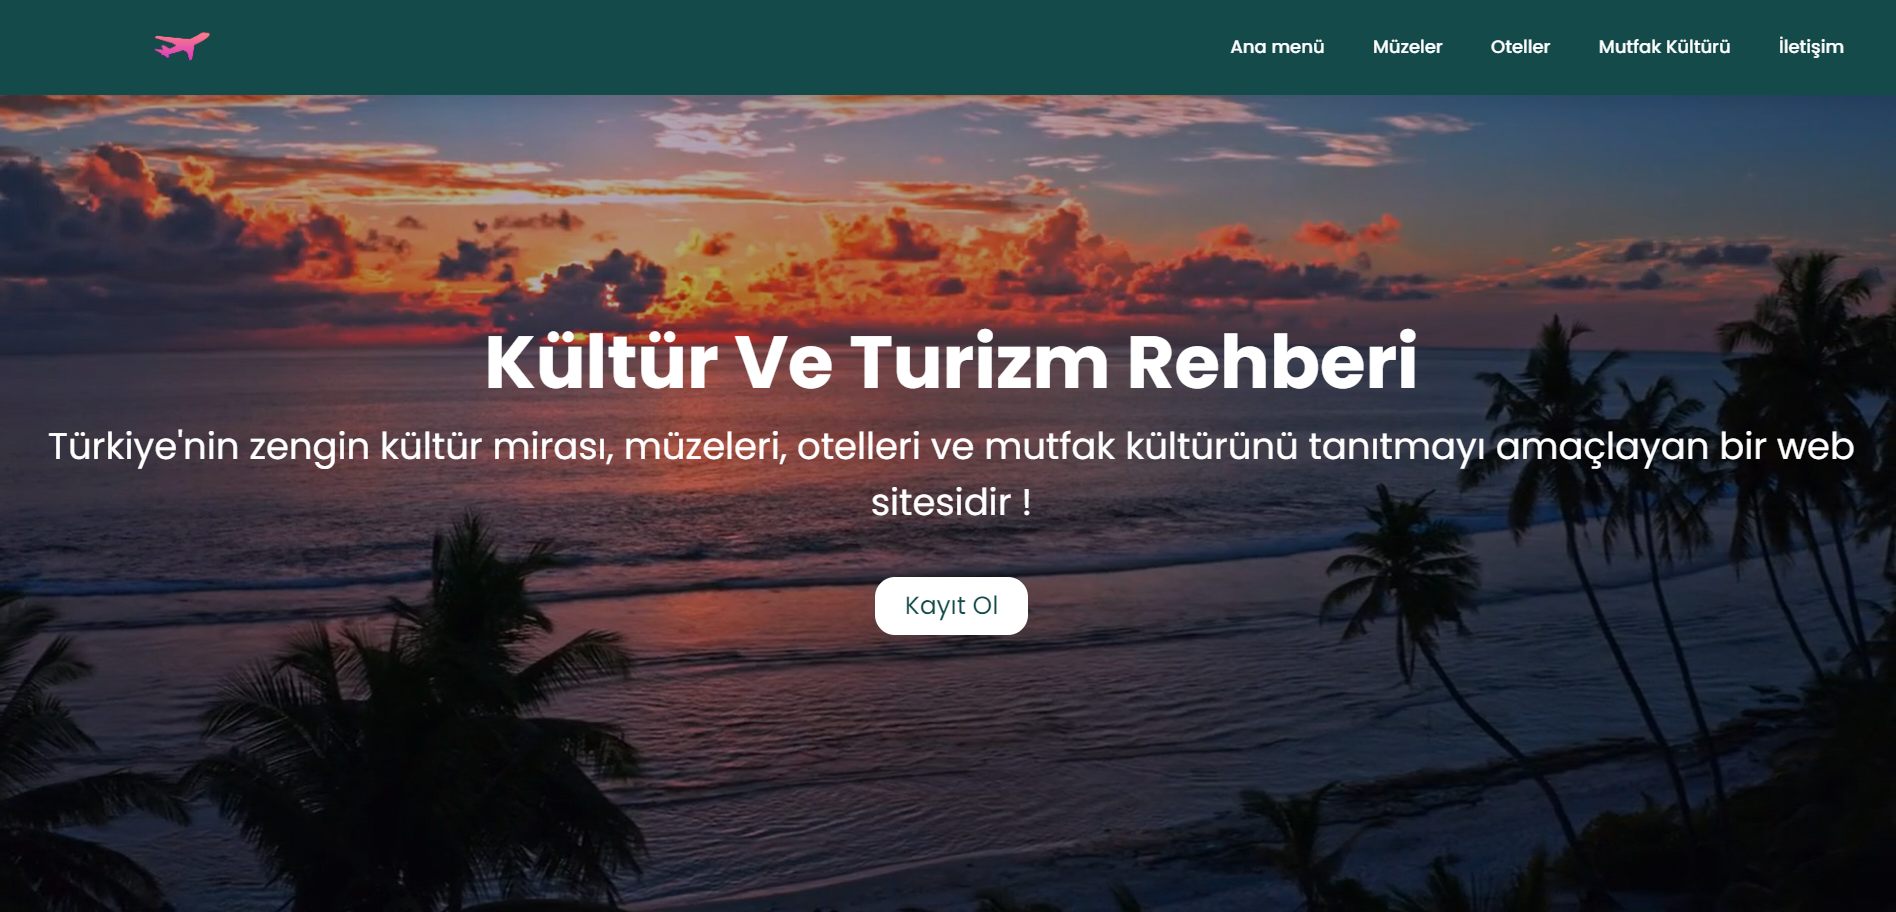 Ana menü Müzeler Oteller Mutfak Kültürü İletişim
Kültür Ve Turizm Rehberi
Türkiye'nin zengin kültür mirası, müzeleri, otelleri ve mutfak kültürünü tanıtmayı amaçlayan bir web
sitesidir !
Kayıt Ol